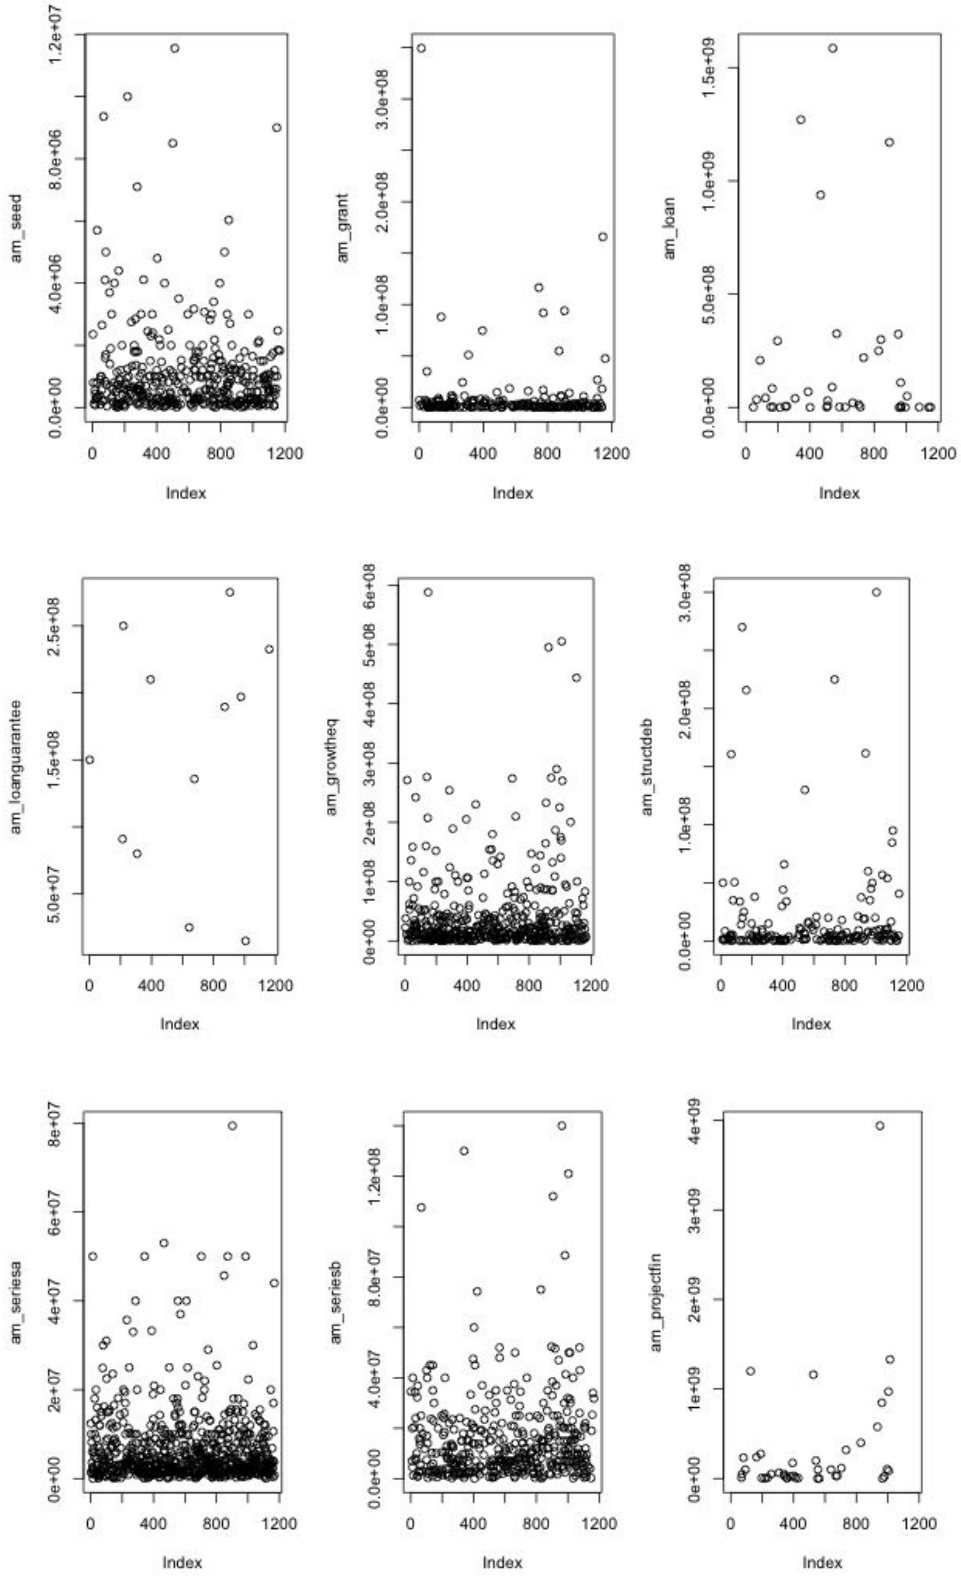 am_seed
0.0e+00 4.0e+06 8.0e+06 1.2e+07
0 400 800 1200
Index
am_grant
0.0e+00 1.0e+08 2.0e+08 3.0e+08
0 400 800 1200
Index
am_loan
0.0e+00 5.0e+08 1.0e+09 1.5e+09
0 400 800 1200
Index
am_loanguarantee
5.0e+07 1.5e+08 2.5e+08
0 400 800 1200
Index
am_growtheq
0e+00 1e+08 2e+08 3e+08 4e+08 5e+08 6e+08
0 400 800 1200
Index
am_structdeb
0.0e+00 1.0e+08 2.0e+08 3.0e+08
0 400 800 1200
Index
am_seriesa
0e+00 2e+07 4e+07 6e+07 8e+07
0 400 800 1200
Index
am_seriesb
0.0e+00 4.0e+07 8.0e+07 1.2e+08
0 400 800 1200
Index
am_projectfin
0e+00 1e+09 2e+09 3e+09 4e+09
0 400 800 1200
Index